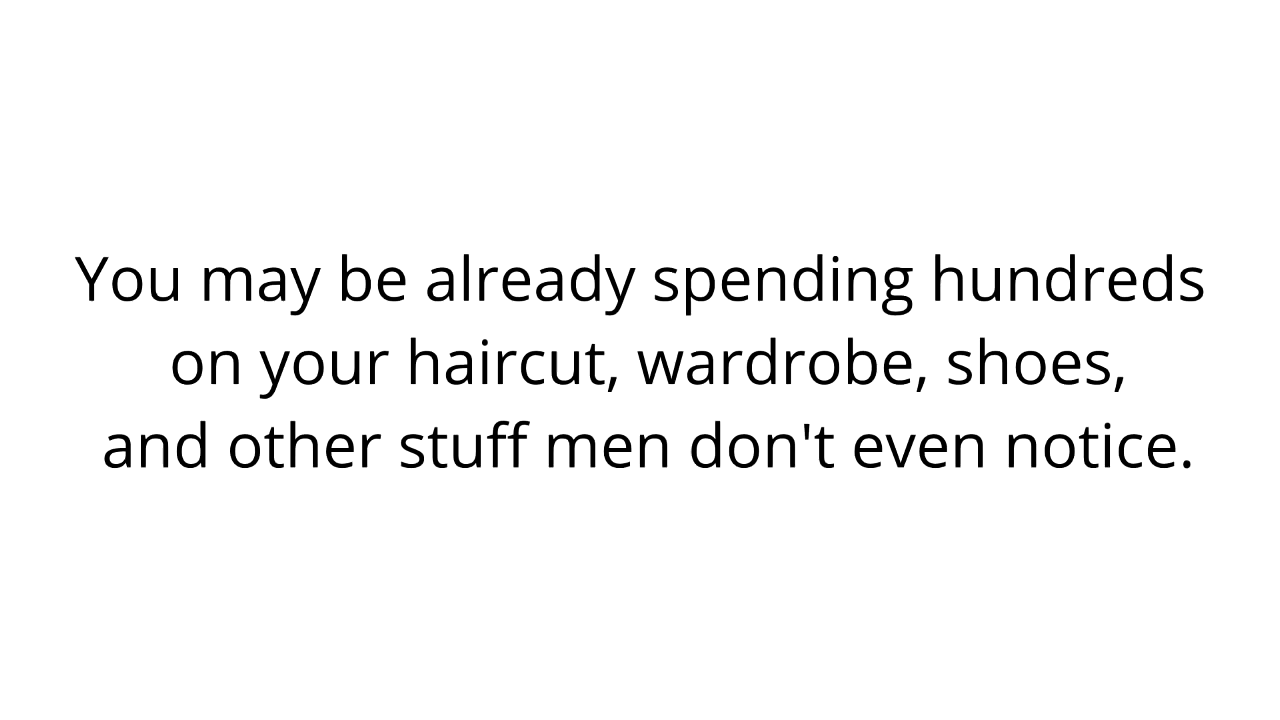 You may be already spending hundreds
on your haircut, wardrobe, shoes,
and other stuff men don't even notice.